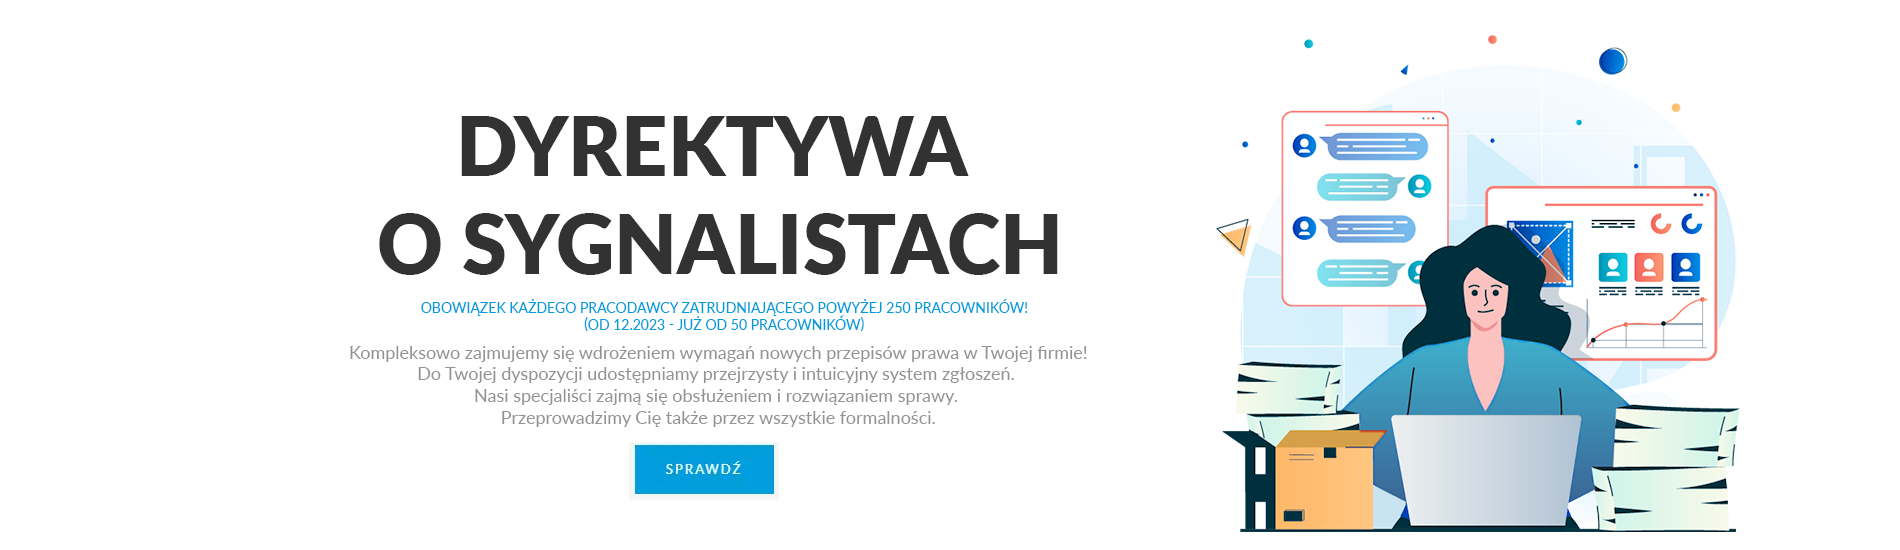 DYREKTYWA
O SYGNALISTACH
OBOWIĄZEK KAŻDEGO PRACODAWCY ZATRUDNIAJĄCEGO POWYŻEJ 250 PRACOWNIKÓW!
(OD 12.2023 - JUŻ OD 50 PRACOWNIKÓW)
Kompleksowo zajmujemy się wdrożeniem wymagań nowych przepisów prawa w Twojej firmie!
Do Twojej dyspozycji udostępniamy przejrzysty i intuicyjny system zgłoszeń.
Nasi specjaliści zajmą się obsłużeniem i rozwiązaniem sprawy.
Przeprowadzimy Cię także przez wszystkie formalności.
SPRAWDŹ